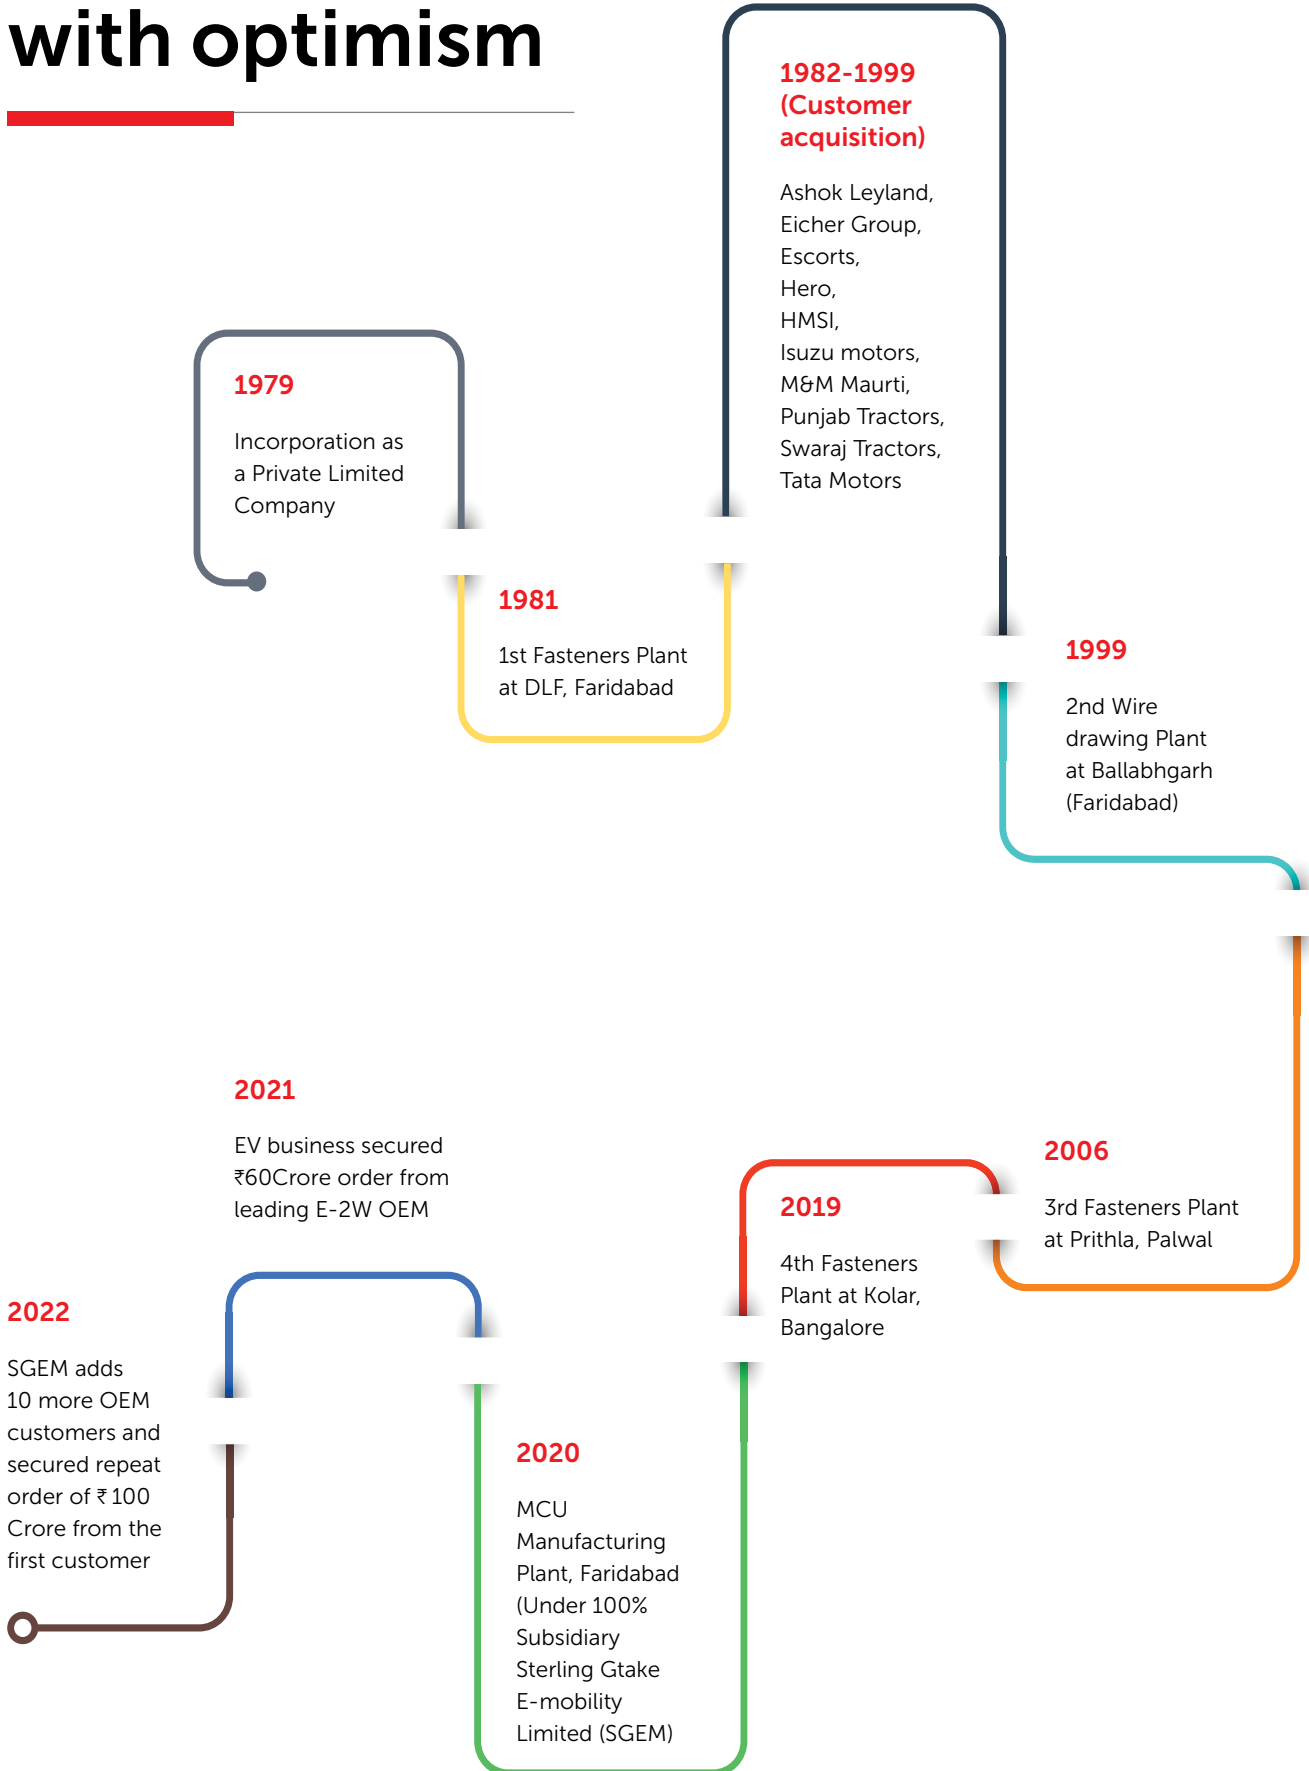 with optimism
1979
Incorporation as
a Private Limited
Company
1981
1st Fasteners Plant
at DLF, Faridabad
1982-1999
(Customer
acquisition)
Ashok Leyland,
Eicher Group,
Escorts,
Hero,
HMSI,
Isuzu motors,
M&M Maurti,
Punjab Tractors,
Swaraj Tractors,
Tata Motors
1999
2nd Wire
drawing Plant
at Ballabhgarh
(Faridabad)
2006
3rd Fasteners Plant
at Prithla, Palwal
2019
4th Fasteners
Plant at Kolar,
Bangalore
2020
MCU
Manufacturing
Plant, Faridabad
(Under 100%
Subsidiary
Sterling Gtake
E-mobility
Limited (SGEM)
2021
EV business secured
₹60Crore order from
leading E-2W OEM
2022
SGEM adds
10 more OEM
customers and
secured repeat
order of ₹100
Crore from the
first customer